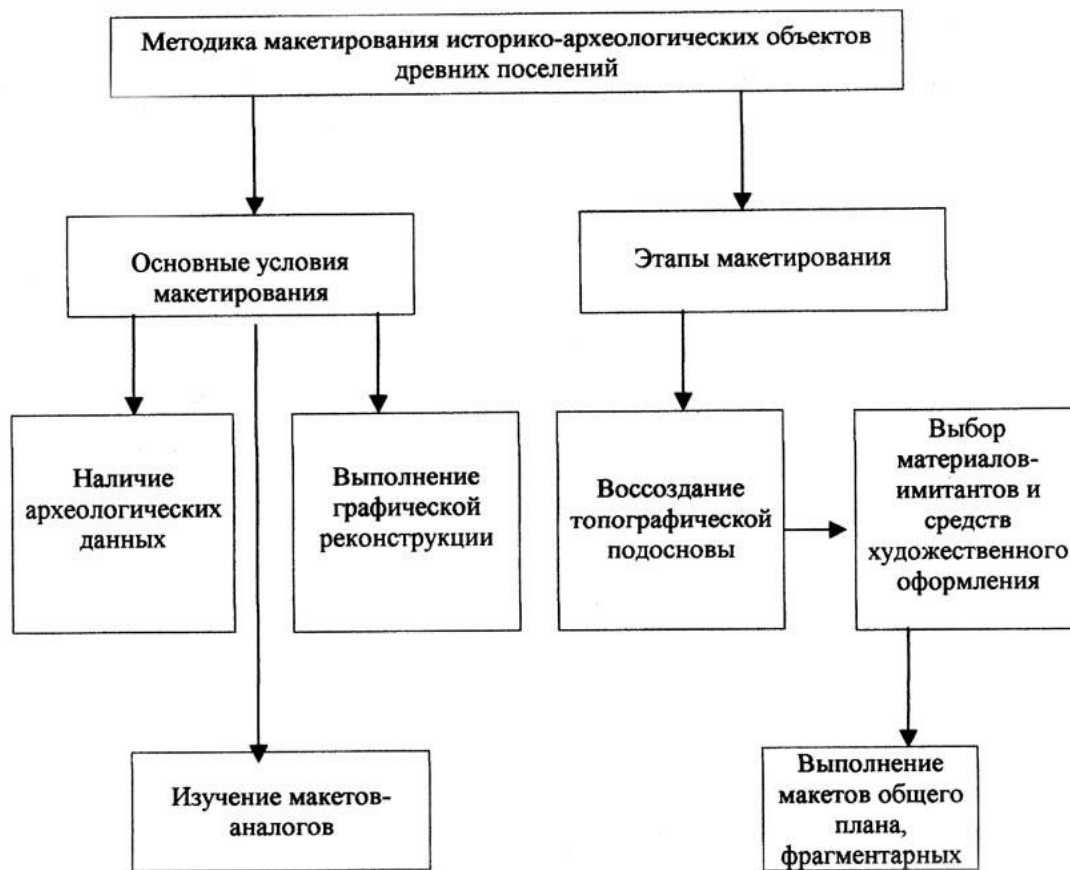 Методика макетирования историко-археологических объектов
древних поселений
Основные условия
макетирования
Этапы макетирования
Наличие
археологических
данных
Выполнение
графической
реконструкции
Воссоздание
топографической
подосновы
Выбор
материалов-
имитантов и
средств
художественного
оформления
Изучение макетов-
аналогов
Выполнение
макетов общего
плана,
фрагментарных